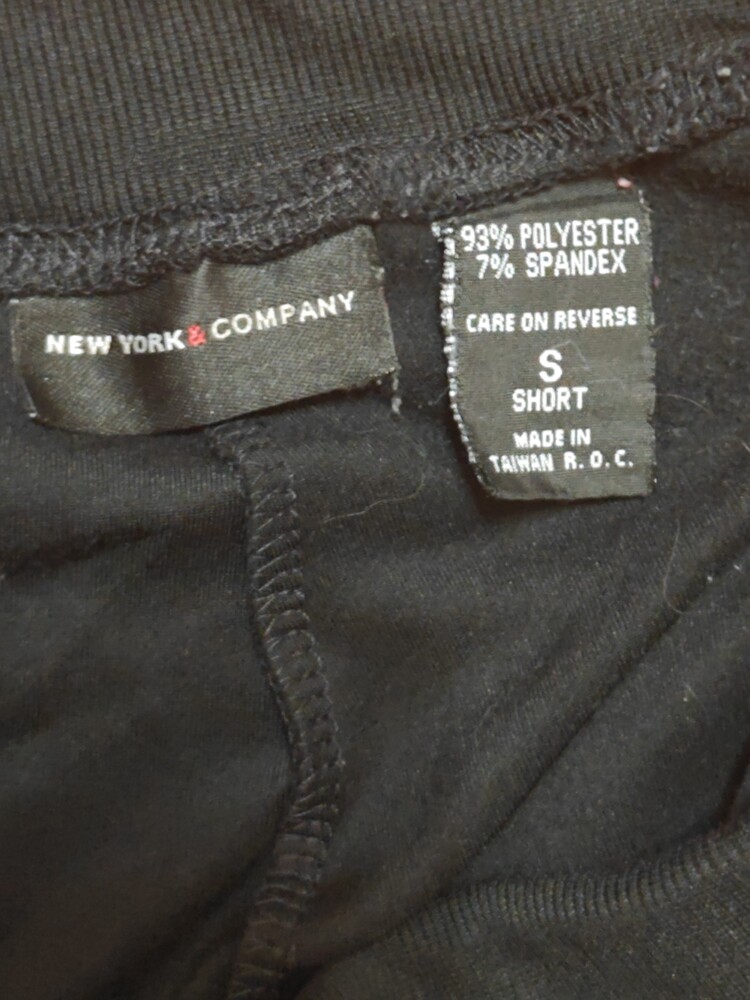 NEW YORK & COMPANY
93% POLYESTER
7% SPANDEX
CARE ON REVERSE
S
SHORT
MADE IN
TAIWAN R.O.C.